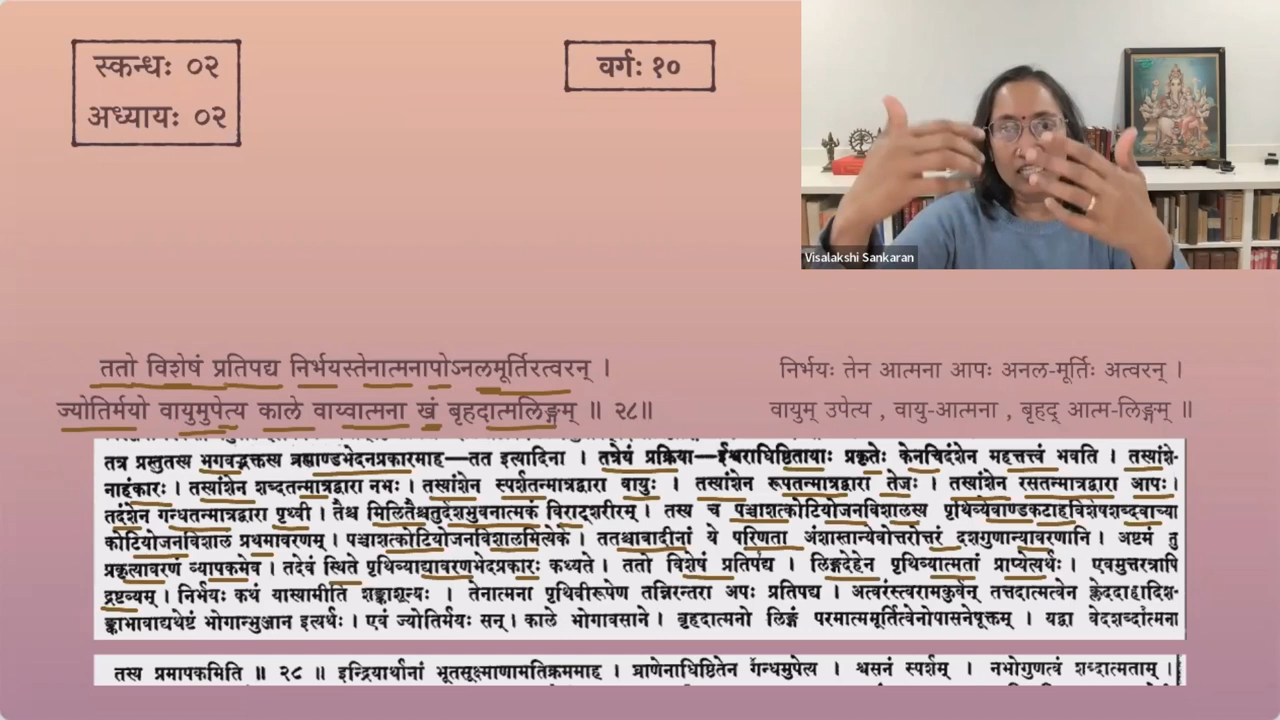 स्कन्धः ०२
अध्यायः ०२
वर्गः १०
Visalakshi Sankaran
ततो विशेषं प्रतिपद्य निर्भयस्तेनात्मनापोऽनलमूर्तिरत्वरन् ।
ज्योतिर्मयो वायुमुपेत्य काले वाय्वात्मना खं बृहदात्मलिङ्गम् ॥ २८॥
निर्भयः तेन आत्मना आपः अनल-मूर्तिः अत्वरन् ।
वायुम् उपेत्य , वायु-आत्मना , बृहद् आत्म-लिङ्गम् ॥
तत्र प्रस्तुतस्य भगवद्भक्तस्य ब्रह्माण्डभेदनप्रकारमाह—तत इत्यादिना । तत्रेयं प्रक्रिया—ईश्वराधिष्ठितायाः प्रकृतेः केनचिदंशेन महत्तत्त्वं भवति । तस्यांशे-
नाहंकारः । तस्यांशेन शब्दतन्मात्रद्वारा नभः । तस्यांशेन स्पर्शतन्मात्रद्वारा वायुः । तस्यांशेन रूपतन्मात्रद्वारा तेजः । तस्यांशेन रसतन्मात्रद्वारा आपः ।
तदंशेन गन्धतन्मात्रद्वारा पृथ्वी । तैश्च मिलितैश्चतुर्दशभुवनात्मकं विराट्शरीरम् । तस्य च पञ्चाशत्कोटियोजनविशालस्य पृथिव्येवाण्डकटाहविशेषशब्दवाच्या
कोटियोजनविशालं प्रथमावरणम् । पञ्चाशत्कोटियोजनविशालमित्येके । ततश्चाबादीनां ये परिणता अंशास्तान्येवोत्तरोत्तरं दशगुणान्यावरणानि । अष्टमं तु
प्रकृत्यावरणं व्यापकमेव । तदेवं स्थिते पृथिव्याद्यावरणभेदप्रकारः कथ्यते । ततो विशेषं प्रतिपद्य । लिङ्गदेहेन पृथिव्यात्मतां प्राप्येत्यर्थः । एवमुत्तरत्रापि
द्रष्टव्यम् । निर्भयः कथं यास्यामीति शङ्काशून्यः । तेनात्मना पृथिवीरूपेण तन्निरन्तरा अपः प्रतिपद्य । अत्वरंस्त्वरामकुर्वन् तत्तदात्मत्वेन क्लेददाहादिश-
ङ्काभावाद्यथेष्टं भोगान्भुञ्जान इत्यर्थः । एवं ज्योतिर्मयः सन् । काले भोगावसाने । बृहदात्मनो लिङ्गं परमात्ममूर्तित्वेनोपासनेषूक्तम् । यद्वा वेदशब्दात्मना
तस्य प्रमापकमिति ॥ २८ ॥ इन्द्रियार्थानां भूतसूक्ष्माणामतिक्रममाह । घ्राणेनाधिष्ठितेन गन्धमुपेत्य । श्वसनं स्पर्शम् । नभोगुणत्वं शब्दात्मताम् ।